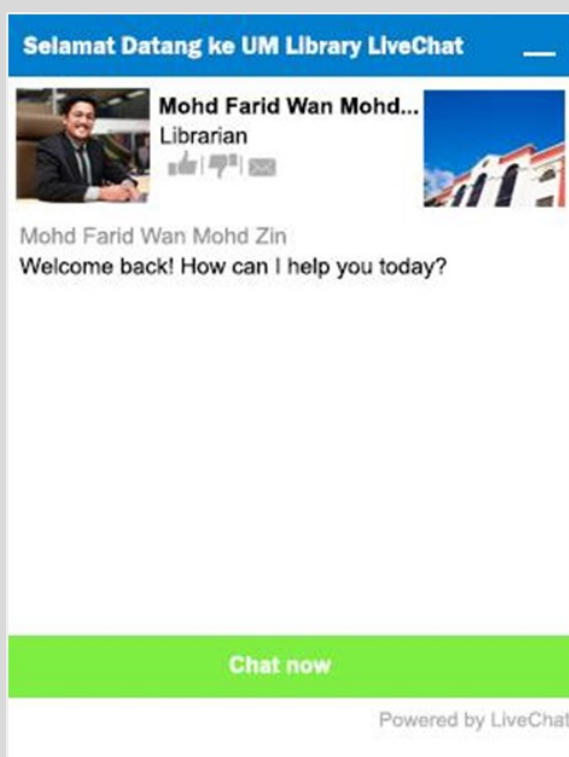 Selamat Datang ke UM Library LiveChat
Mohd Farid Wan Mohd...
Librarian
Mohd Farid Wan Mohd Zin
Welcome back! How can I help you today?
Chat now
Powered by LiveChat